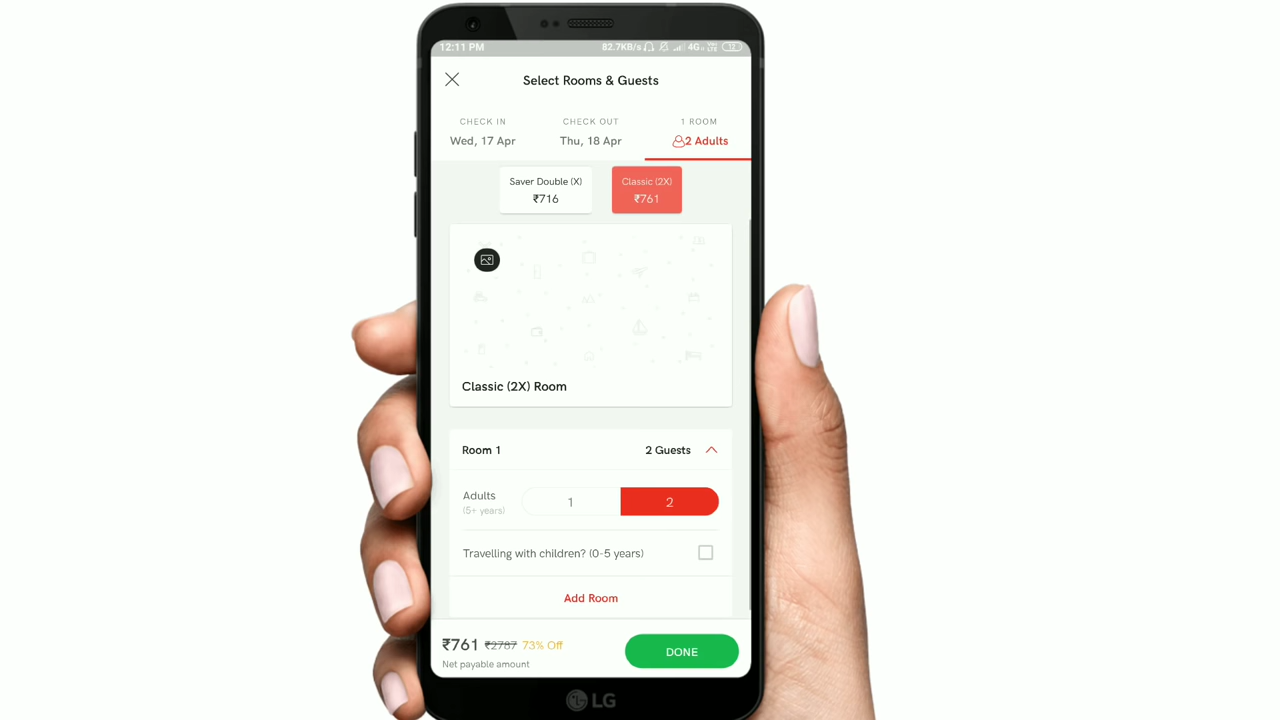 12:11 PM 82.7KB/s 4G 12
Select Rooms & Guests
CHECK IN CHECK OUT 1 ROOM
Wed, 17 Apr Thu, 18 Apr 2 Adults
Saver Double (X) Classic (2X)
₹716 ₹761
Classic (2X) Room
Room 1 2 Guests
Adults 1 2
(5+ years)
Travelling with children? (0-5 years)
Add Room
₹761 ₹2787 73% Off DONE
Net payable amount
LG